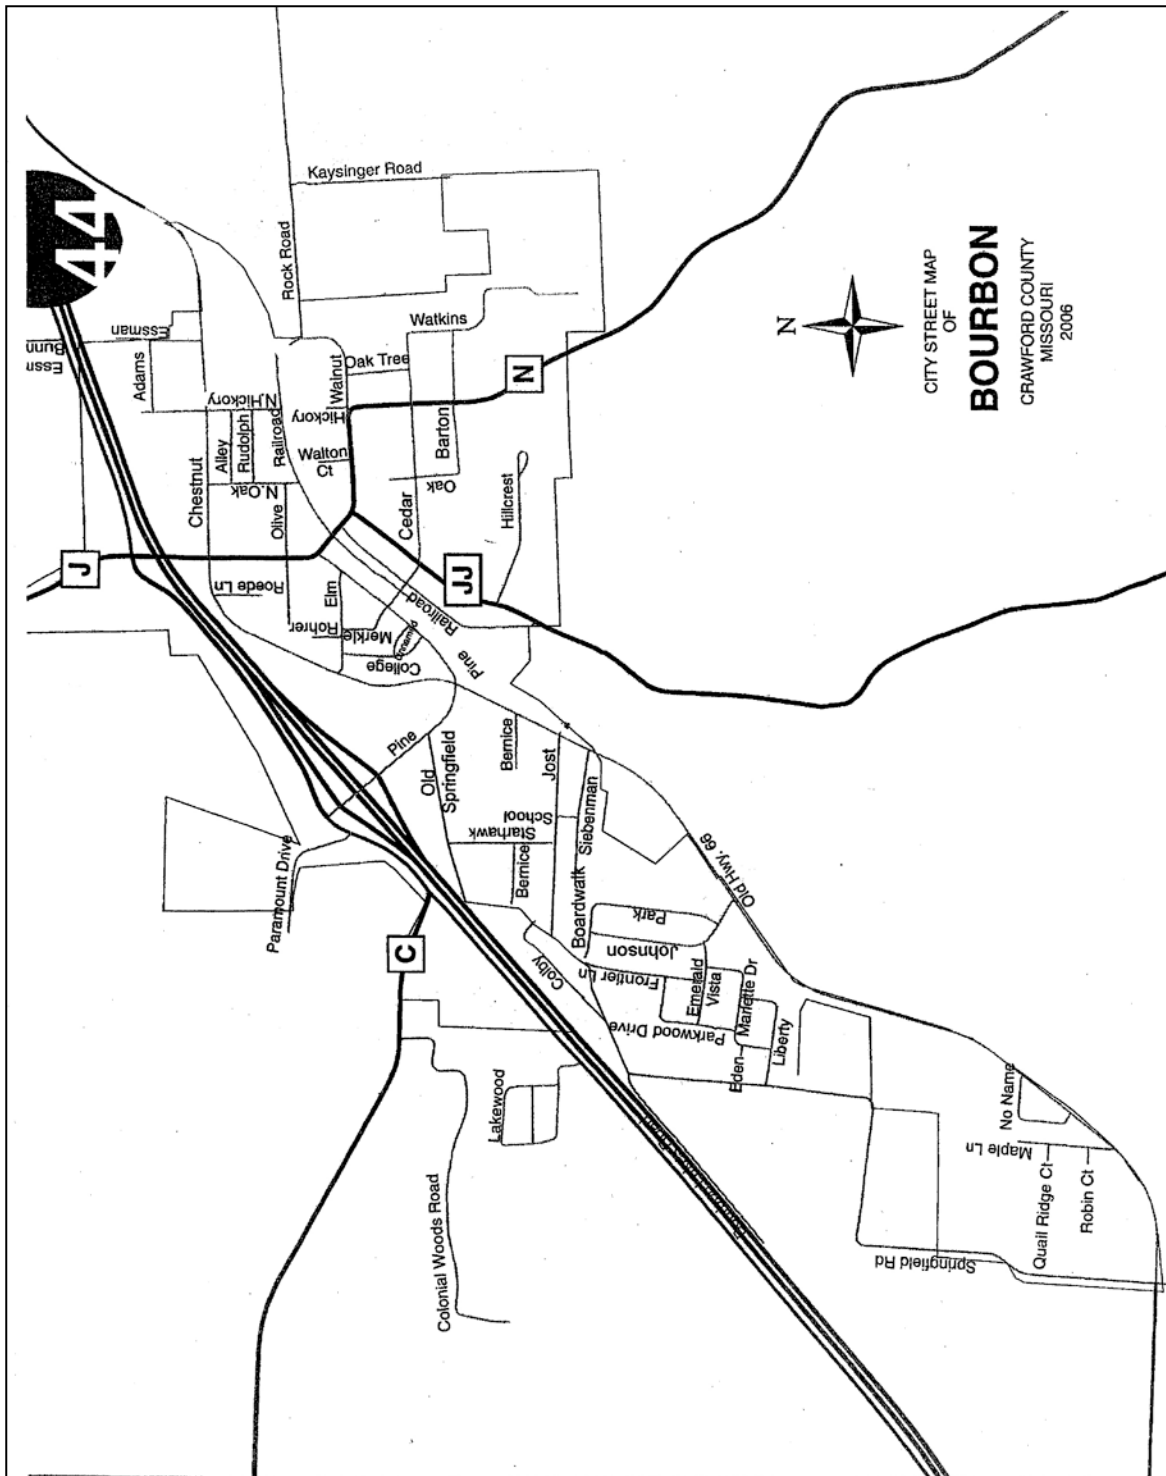 44
Essn
Bunn
Essman
Adams
Kaysinger Road
Rock Road
Watkins
Oak Tree
Walnut
Hickory
N.Hickory
Railroad
Rudolph
Alley
Chestnut
N.Oak
Olive
Walton
Ct
Barton
Oak
Cedar
Hillcrest
N
J
JJ
Roede Ln
Elm
Rohrer
Merkle
College
Railroad
Pine
Pine
Old
Springfield
Bernice
Jost
School
Siebenman
Starhawk
Bernice
Boardwalk
Paramount Drive
C
Old Hwy. 66
Park
Johnson
Frontier Ln
Colby
Emerald
Vista
Marlette Dr
Parkwood Drive
Eden
Liberty
Lakewood
Colonial Woods Road
No Name
Maple Ln
Quail Ridge Ct
Robin Ct
Springfield Rd
N
CITY STREET MAP
OF
BOURBON
CRAWFORD COUNTY
MISSOURI
2006